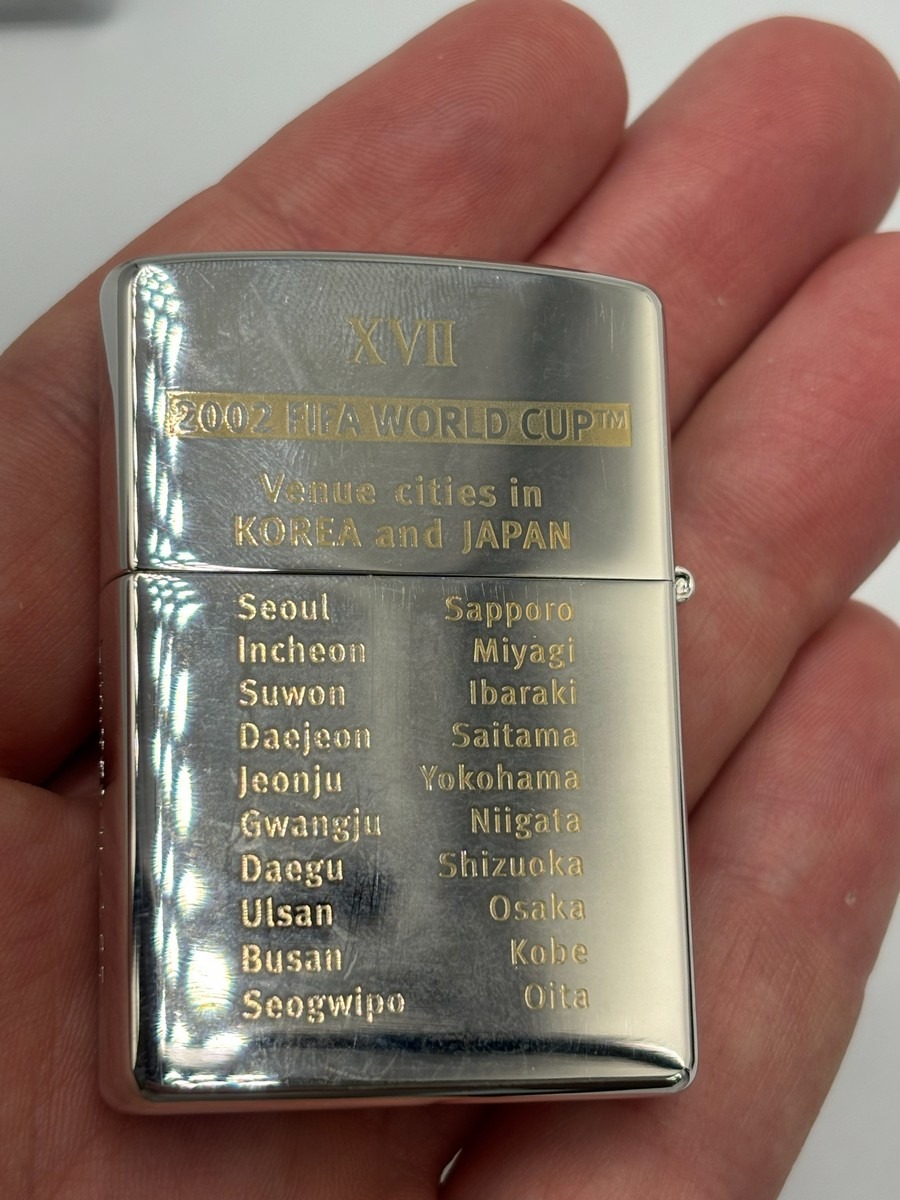 XVII
2002 FIFA WORLD CUP™
Venue cities in
KOREA and JAPAN
Seoul Sapporo
Incheon Miyagi
Suwon Ibaraki
Daejeon Saitama
Jeonju Yokohama
Gwangju Niigata
Daegu Shizuoka
Ulsan Osaka
Busan Kobe
Seogwipo Oita